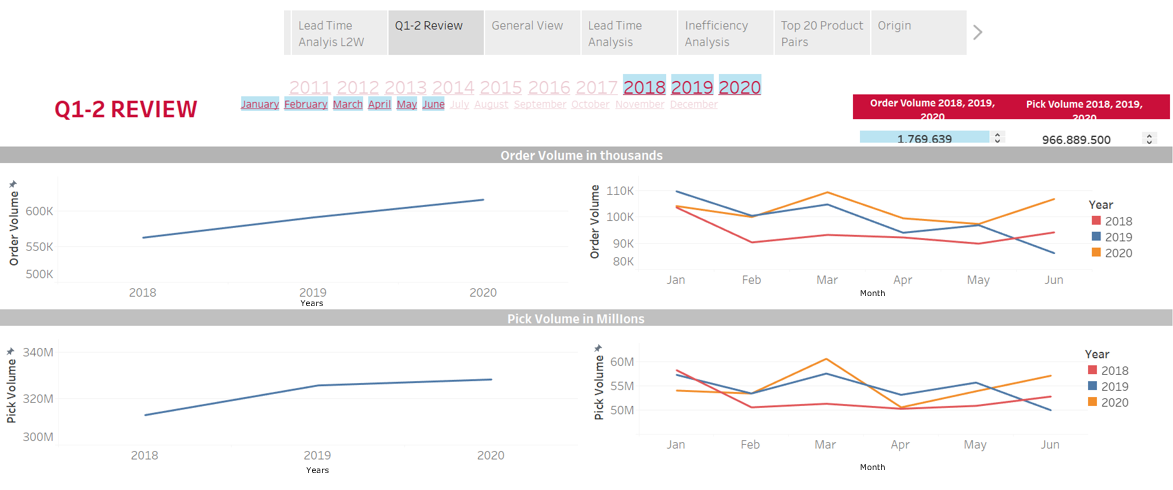 Lead Time
Analyis L2W
Q1-2 Review
General View
Lead Time
Analysis
Inefficiency
Analysis
Top 20 Product
Pairs
Origin
2011 2012 2013 2014 2015 2016 2017 2018 2019 2020
January February March April May June July August September October November December
Q1-2 REVIEW
Order Volume 2018, 2019,
2020
Pick Volume 2018, 2019,
2020
1.769.639
966.889.500
Order Volume in thousands
Order Volume
600K
550K
500K
2018 2019 2020
Years
Order Volume
110K
100K
90K
80K
Jan Feb Mar Apr May Jun
Month
Year
2018
2019
2020
Pick Volume in Millions
Pick Volume
340M
320M
300M
2018 2019 2020
Years
Pick Volume
60M
55M
50M
Jan Feb Mar Apr May Jun
Month
Year
2018
2019
2020